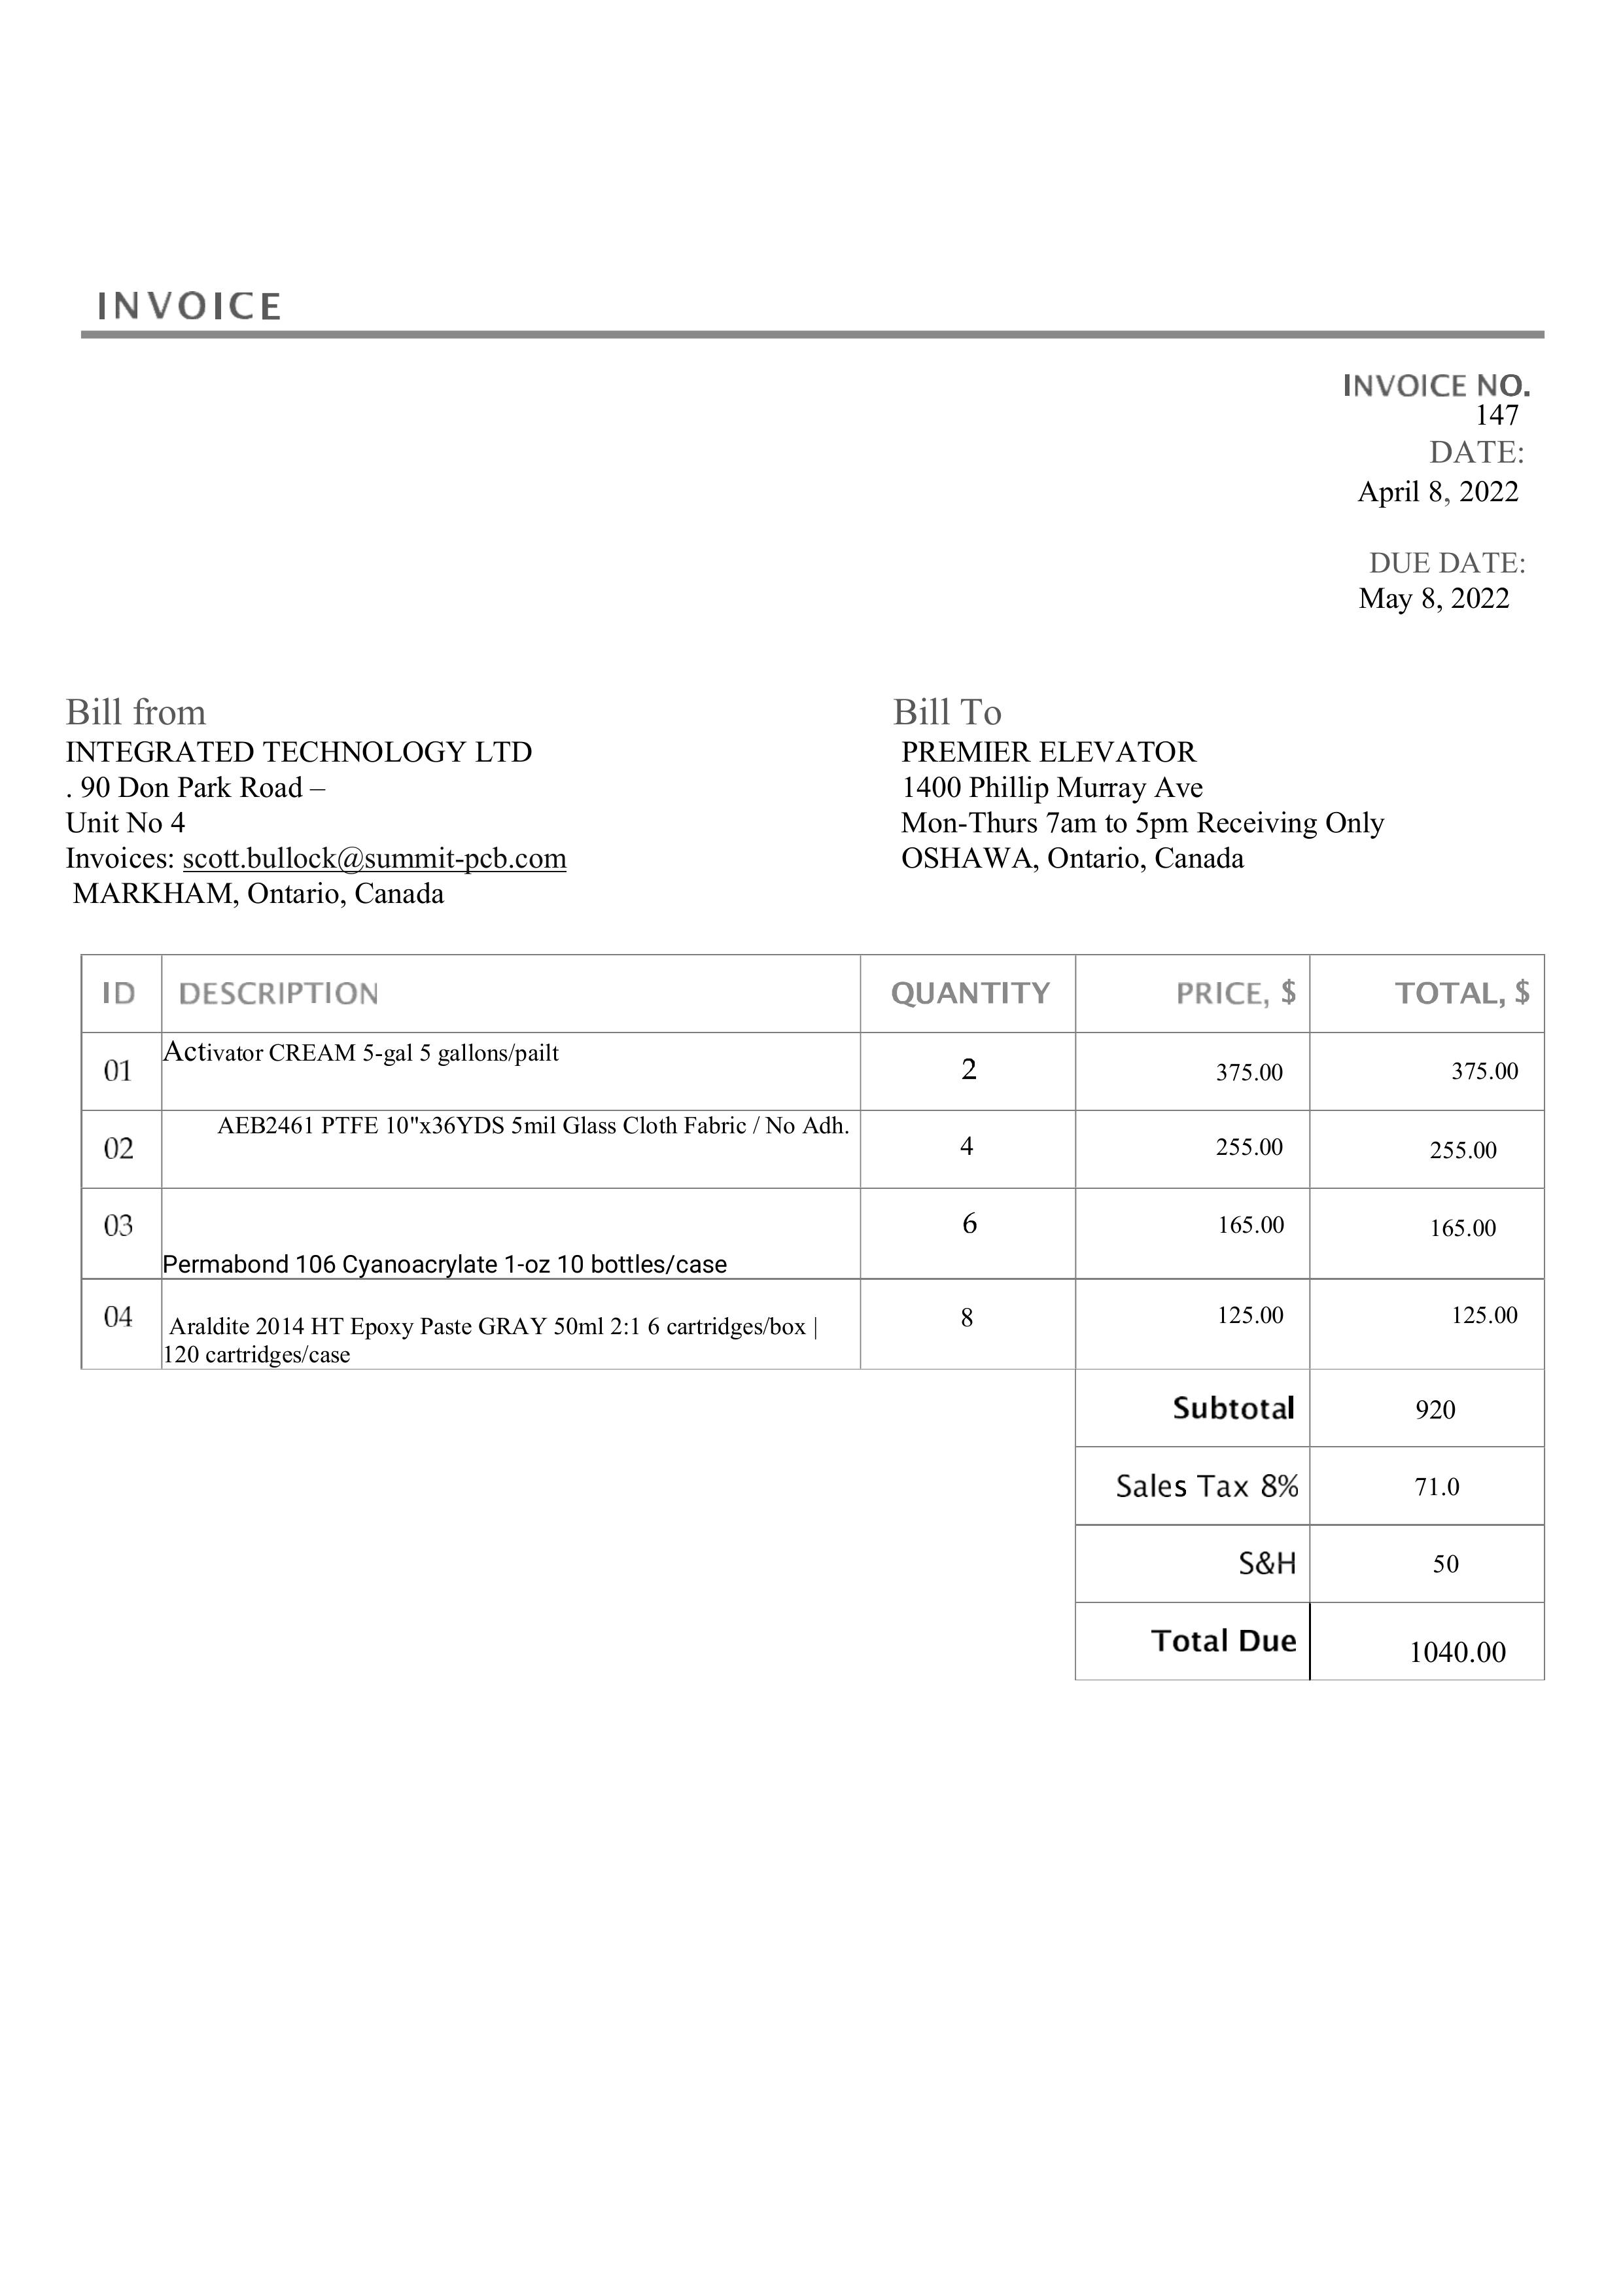 INVOICE
INVOICE NO.
147
DATE:
April 8, 2022
DUE DATE:
May 8, 2022
Bill from
INTEGRATED TECHNOLOGY LTD
. 90 Don Park Road –
Unit No 4
Invoices: scott.bullock@summit-pcb.com
MARKHAM, Ontario, Canada
Bill To
PREMIER ELEVATOR
1400 Phillip Murray Ave
Mon-Thurs 7am to 5pm Receiving Only
OSHAWA, Ontario, Canada
ID DESCRIPTION QUANTITY PRICE, $ TOTAL, $
01 Activator CREAM 5-gal 5 gallons/pailt 2 375.00 375.00
02 AEB2461 PTFE 10"x36YDS 5mil Glass Cloth Fabric / No Adh. 4 255.00 255.00
03 Permabond 106 Cyanoacrylate 1-oz 10 bottles/case 6 165.00 165.00
04 Araldite 2014 HT Epoxy Paste GRAY 50ml 2:1 6 cartridges/box | 8 125.00 125.00
120 cartridges/case
Subtotal 920
Sales Tax 8% 71.0
S&H 50
Total Due 1040.00